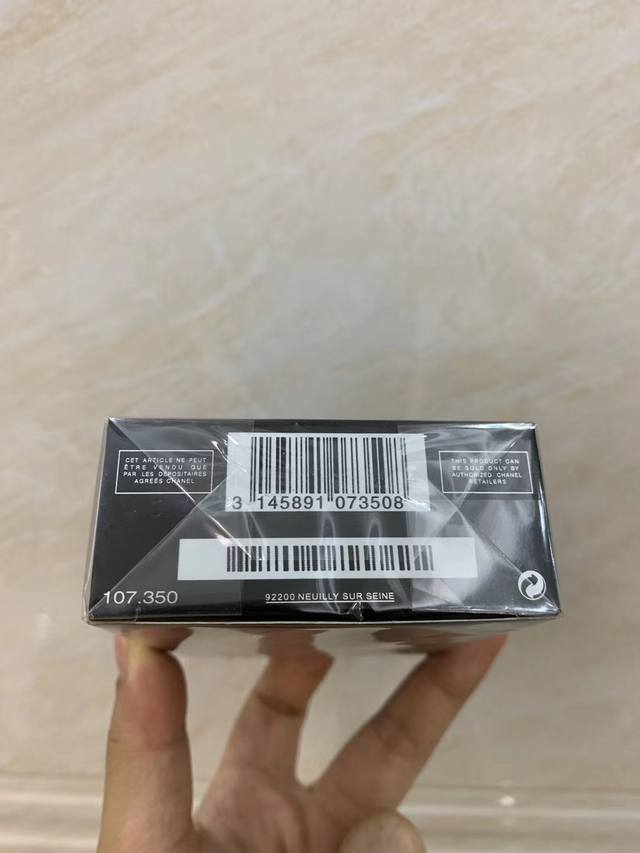 CET ARTICLE NE PEUT
ÊTRE VENDU QUE
PAR LES DÉPOSITAIRES
AGRÉÉS CHANEL
3 145891 073508
THIS PRODUCT CAN
BE SOLD ONLY BY
AUTHORIZED CHANEL
RETAILERS
107.350
92200 NEUILLY SUR SEINE